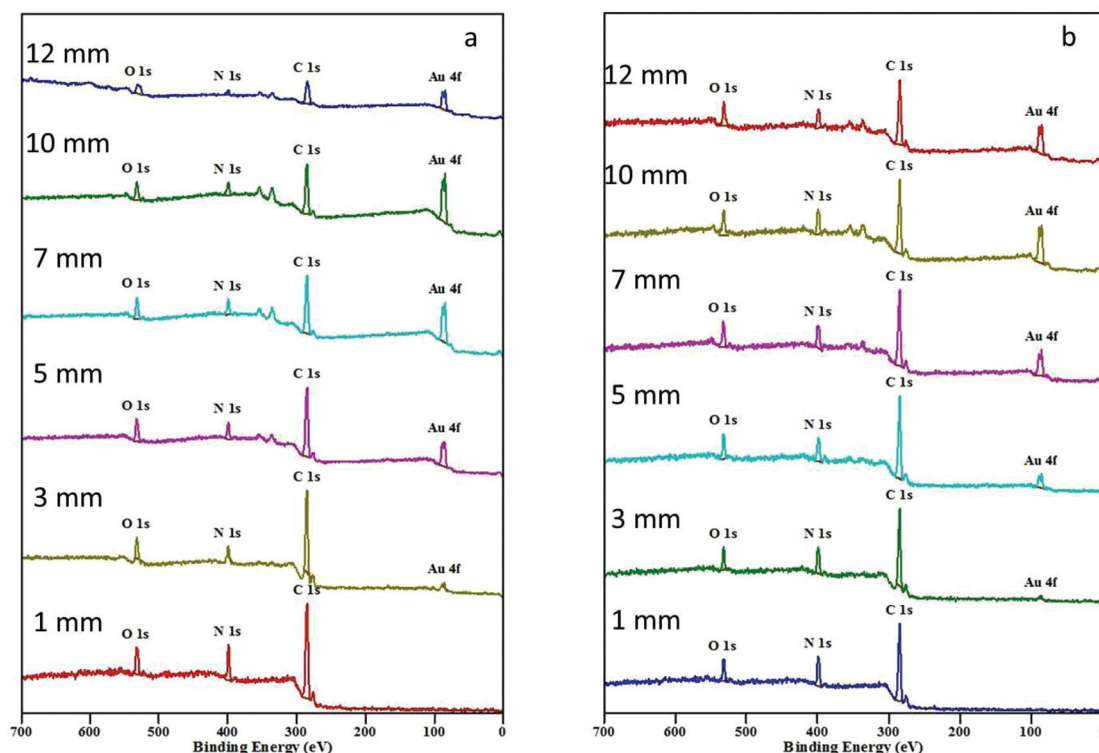 a
12 mm
O 1s
N 1s
C 1s
Au 4f
10 mm
O 1s
N 1s
C 1s
Au 4f
7 mm
O 1s
N 1s
C 1s
Au 4f
5 mm
O 1s
N 1s
C 1s
Au 4f
3 mm
O 1s
N 1s
C 1s
Au 4f
1 mm
O 1s
N 1s
C 1s
700 600 500 400 300 200 100 0
Binding Energy (eV)
b
12 mm
O 1s
N 1s
C 1s
Au 4f
10 mm
O 1s
N 1s
C 1s
Au 4f
7 mm
O 1s
N 1s
C 1s
Au 4f
5 mm
O 1s
N 1s
C 1s
Au 4f
3 mm
O 1s
N 1s
C 1s
Au 4f
1 mm
O 1s
N 1s
C 1s
700 600 500 400 300 200 100
Binding Energy (eV)